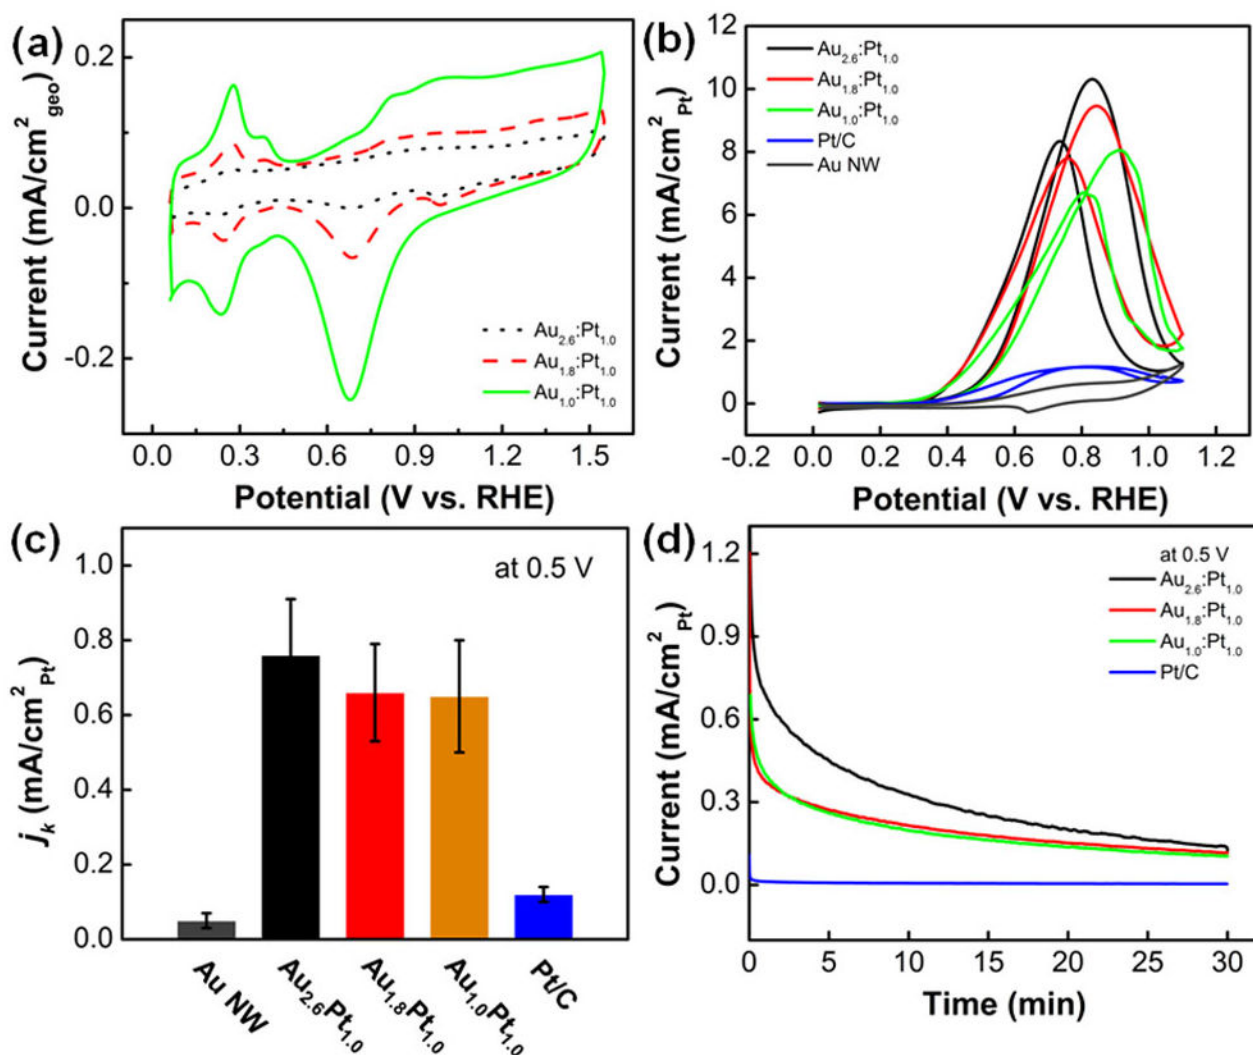 (a)
0.2
0.0
-0.2
Current (mA/cm²geo)
Au2.6:Pt1.0
Au1.8:Pt1.0
Au1.0:Pt1.0
0.0 0.3 0.6 0.9 1.2 1.5
Potential (V vs. RHE)
(b)
12
10
8
6
4
2
0
Current (mA/cm²Pt)
Au2.6:Pt1.0
Au1.8:Pt1.0
Au1.0:Pt1.0
Pt/C
Au NW
-0.2 0.0 0.2 0.4 0.6 0.8 1.0 1.2
Potential (V vs. RHE)
(c)
at 0.5 V
1.0
0.8
0.6
0.4
0.2
0.0
jk (mA/cm²Pt)
Au NW
Au2.6Pt1.0
Au1.8Pt1.0
Au1.0Pt1.0
Pt/C
(d)
1.2
0.9
0.6
0.3
0.0
Current (mA/cm²Pt)
at 0.5 V
Au2.6:Pt1.0
Au1.8:Pt1.0
Au1.0:Pt1.0
Pt/C
0 5 10 15 20 25 30
Time (min)